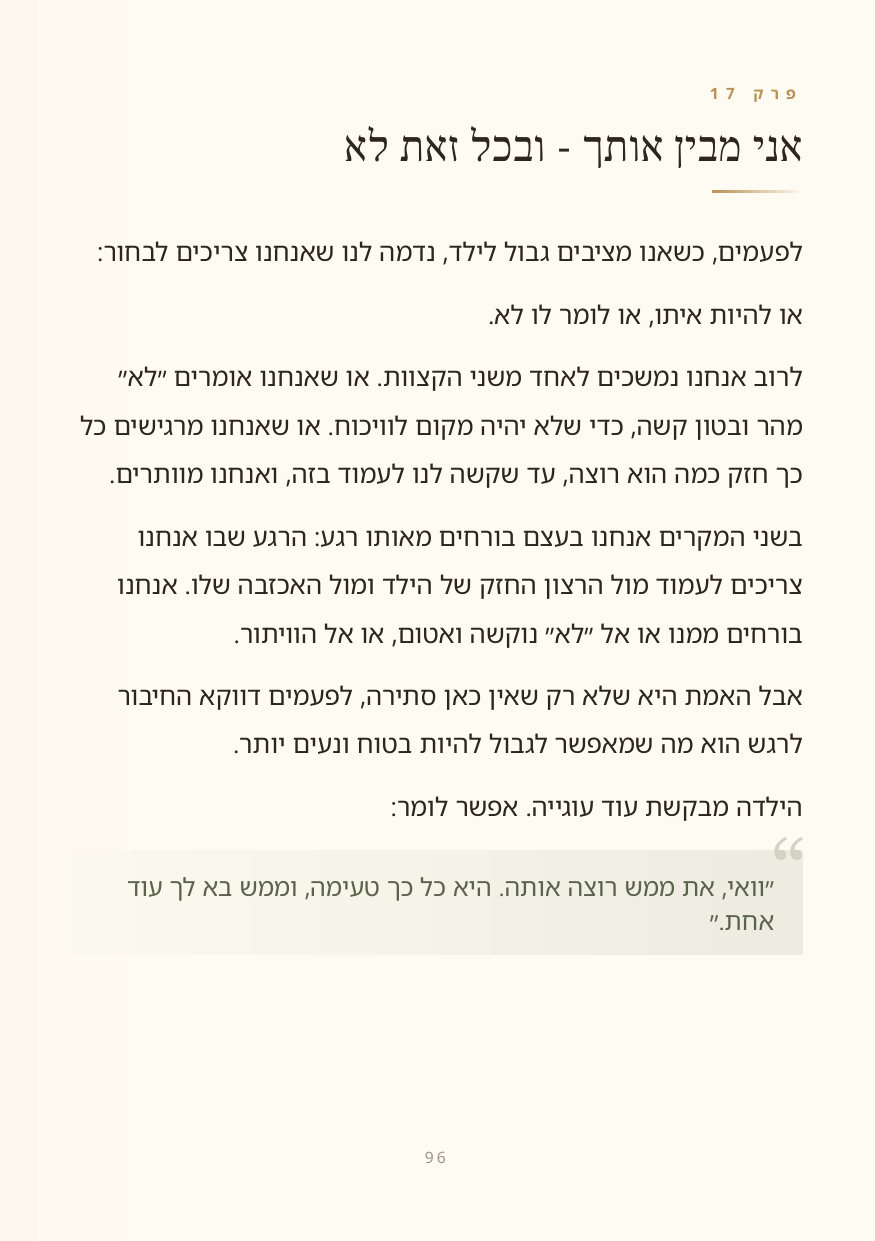 פרק 17
אני מבין אותך - ובכל זאת לא
לפעמים, כשאנו מציבים גבול לילד, נדמה לנו שאנחנו צריכים לבחור:
או להיות איתו, או לומר לו לא.
לרוב אנחנו נמשכים לאחד משני הקצוות. או שאנחנו אומרים ״לא״
מהר ובטון קשה, כדי שלא יהיה מקום לוויכוח. או שאנחנו מרגישים כל
כך חזק כמה הוא רוצה, עד שקשה לנו לעמוד בזה, ואנחנו מוותרים.
בשני המקרים אנחנו בעצם בורחים מאותו רגע: הרגע שבו אנחנו
צריכים לעמוד מול הרצון החזק של הילד ומול האכזבה שלו. אנחנו
בורחים ממנו או אל ״לא״ נוקשה ואטום, או אל הוויתור.
אבל האמת היא שלא רק שאין כאן סתירה, לפעמים דווקא החיבור
לרגש הוא מה שמאפשר לגבול להיות בטוח ונעים יותר.
הילדה מבקשת עוד עוגייה. אפשר לומר:
״וואי, את ממש רוצה אותה. היא כל כך טעימה, וממש בא לך עוד
אחת.״
96